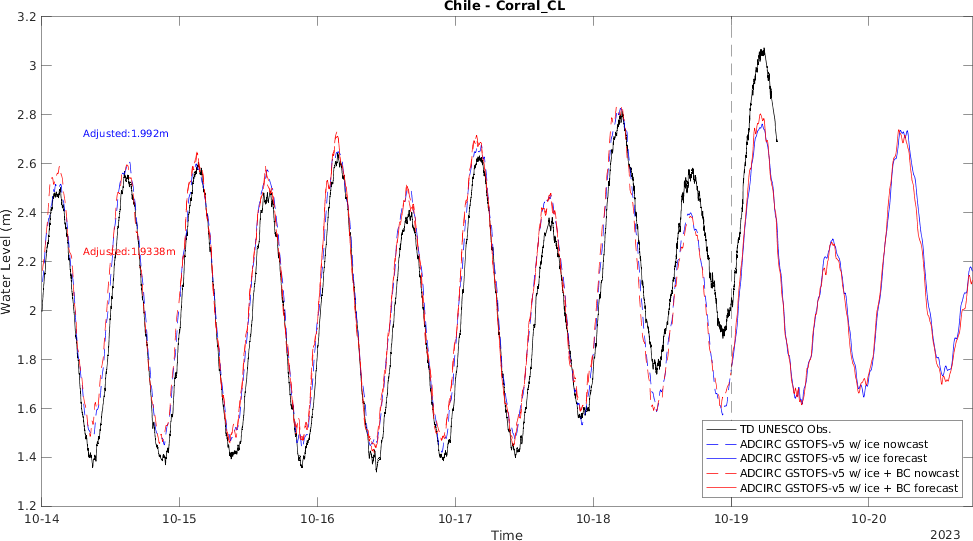 Chile - Corral_CL
3.2
3
2.8
2.6
2.4
2.2
2
1.8
1.6
1.4
1.2
Water Level (m)
Adjusted:1.992m
Adjusted:1.9338m
TD UNESCO Obs.
ADCIRC GSTOFS-v5 w/ ice nowcast
ADCIRC GSTOFS-v5 w/ ice forecast
ADCIRC GSTOFS-v5 w/ ice + BC nowcast
ADCIRC GSTOFS-v5 w/ ice + BC forecast
10-14 10-15 10-16 10-17 10-18 10-19 10-20
Time
2023